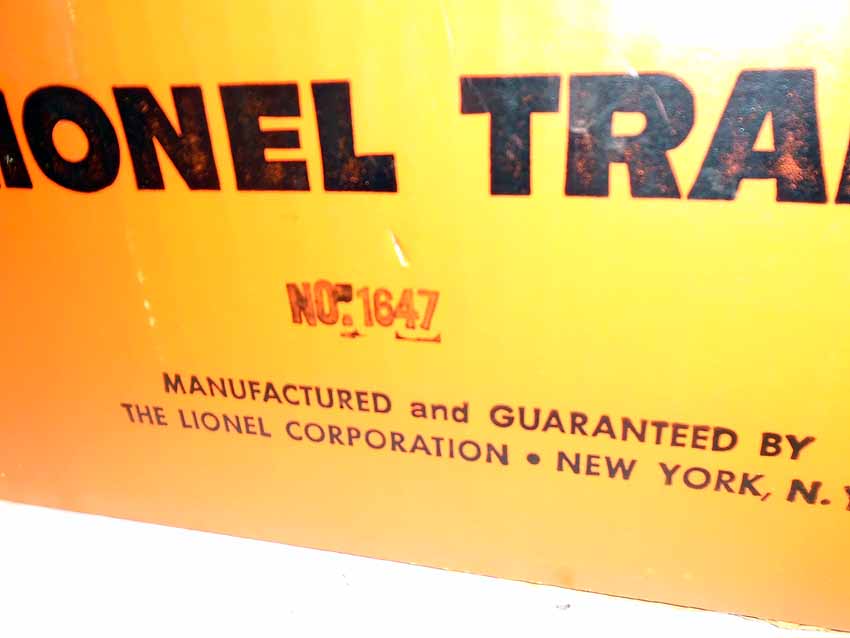 IONEL TRA
NO. 1647
MANUFACTURED and GUARANTEED BY
THE LIONEL CORPORATION • NEW YORK, N. Y